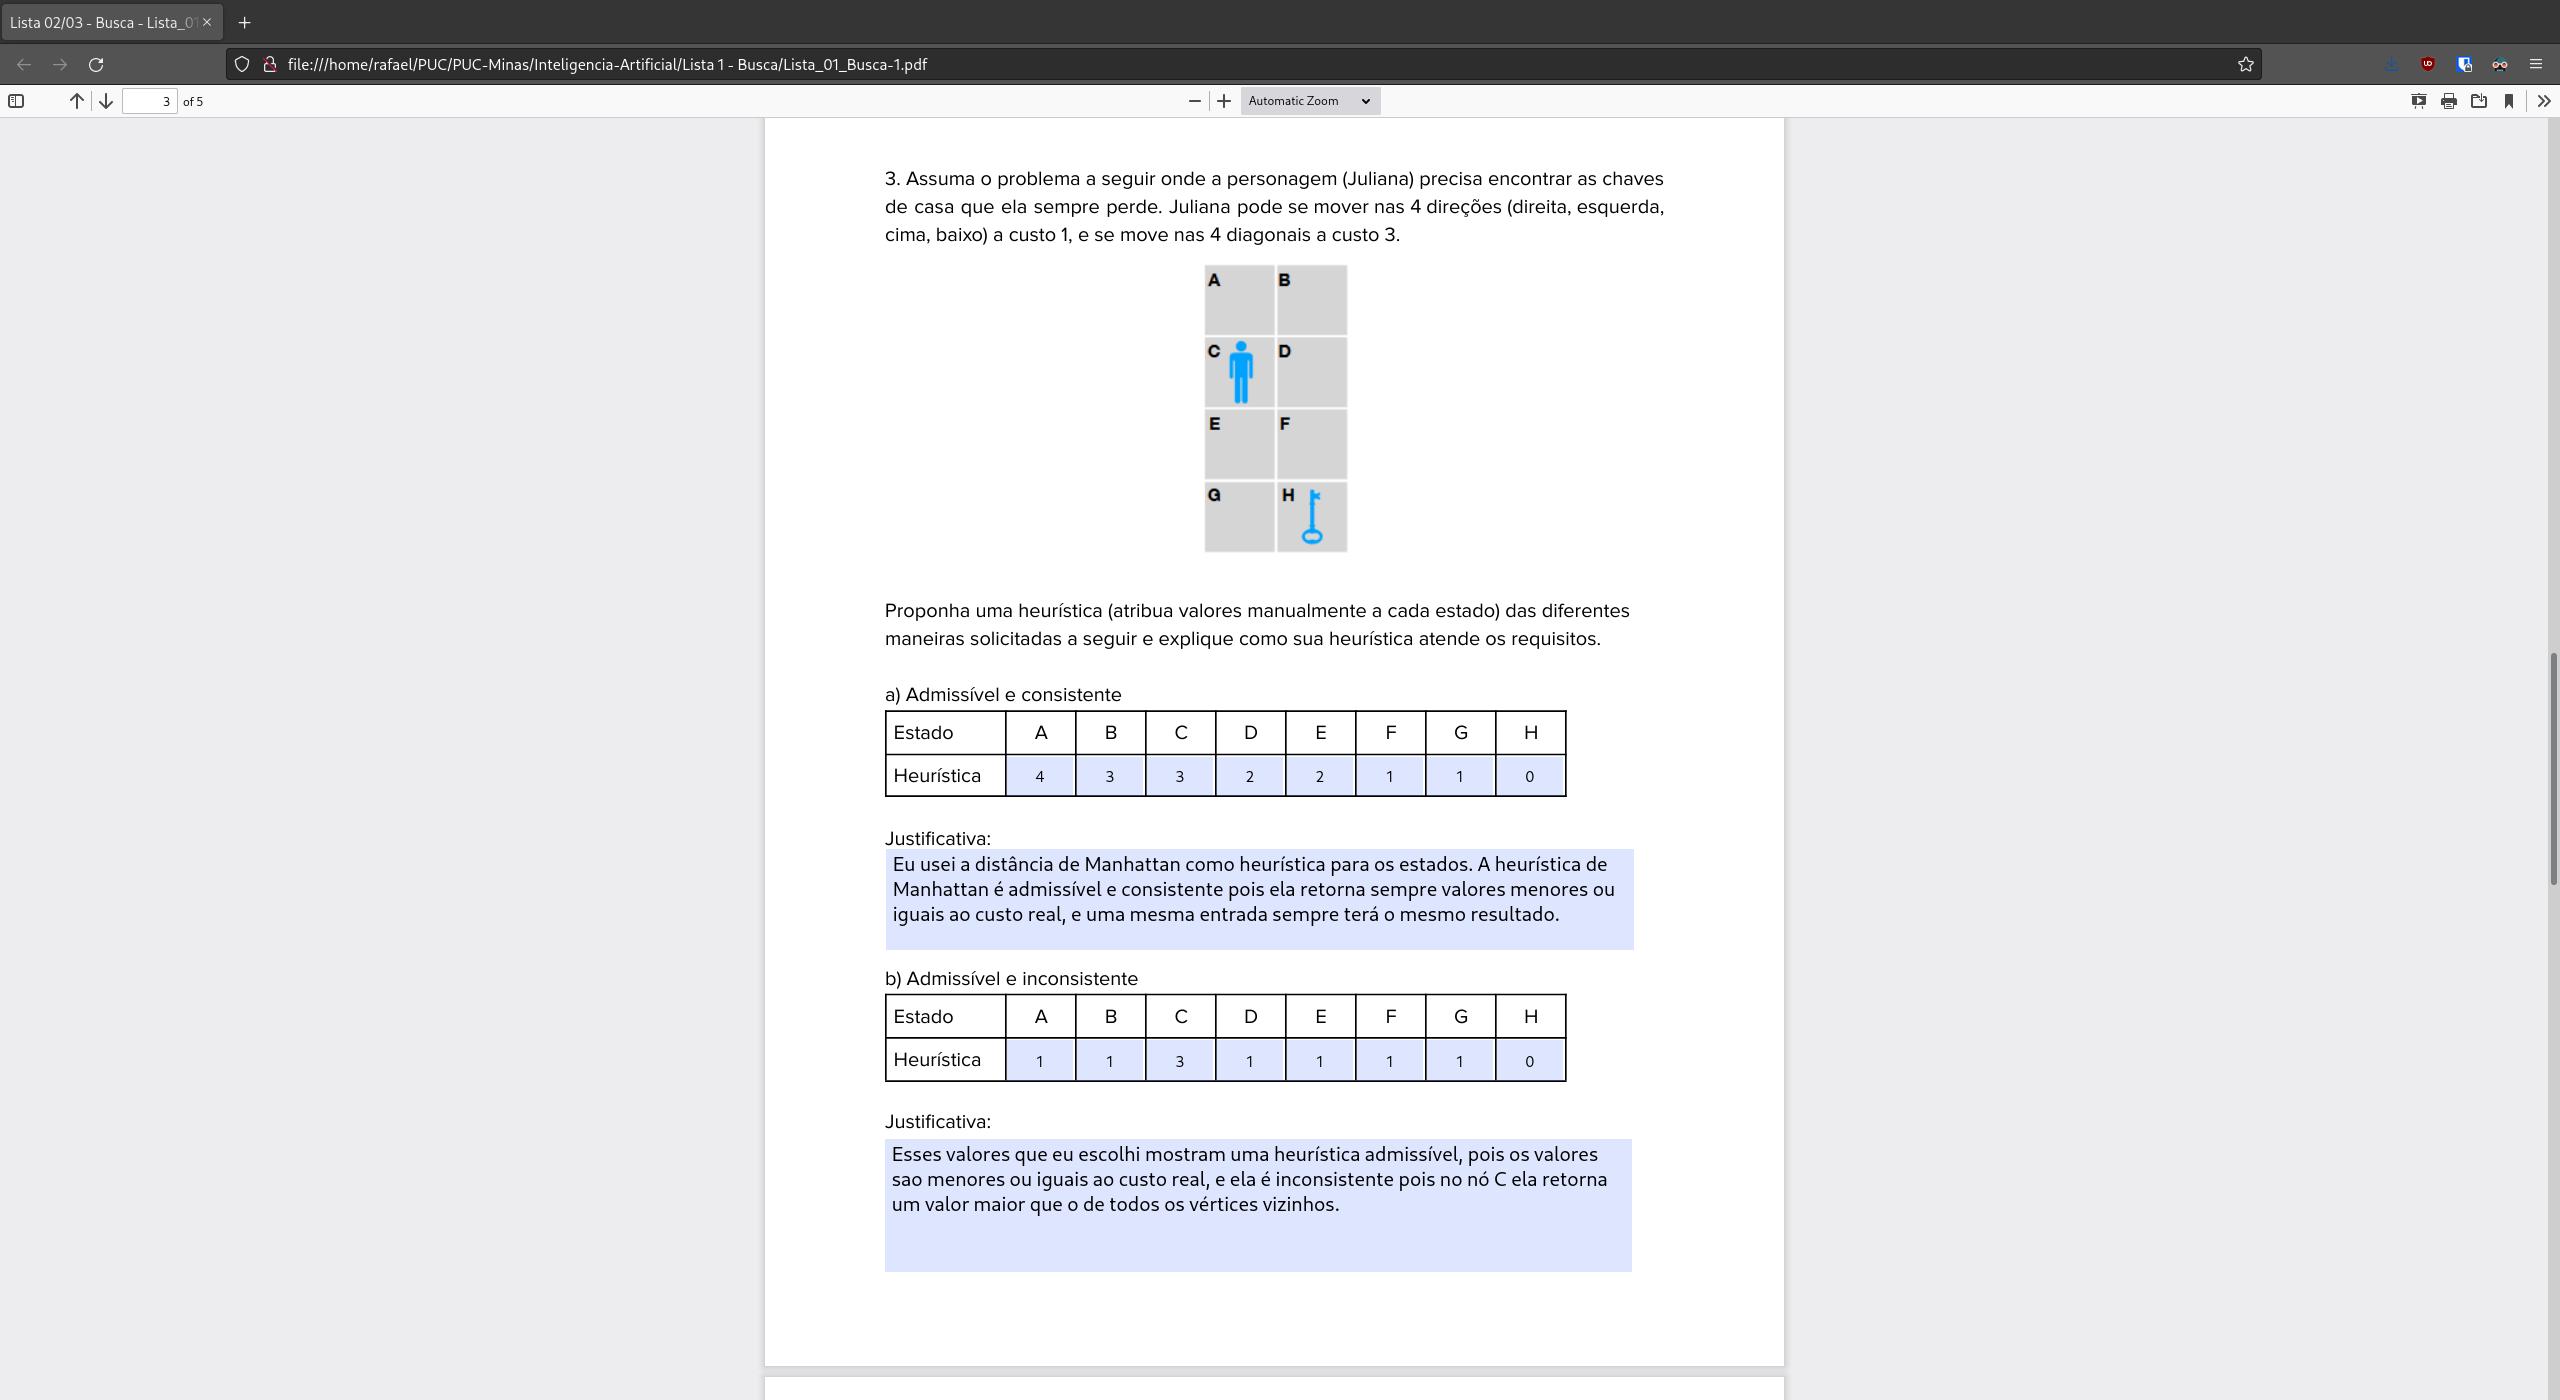 Lista 02/03 - Busca - Lista_01
file:///home/rafael/PUC/PUC-Minas/Inteligencia-Artificial/Lista 1 - Busca/Lista_01_Busca-1.pdf
3 of 5
Automatic Zoom
3. Assuma o problema a seguir onde a personagem (Juliana) precisa encontrar as chaves
de casa que ela sempre perde. Juliana pode se mover nas 4 direções (direita, esquerda,
cima, baixo) a custo 1, e se move nas 4 diagonais a custo 3.
A B
C D
E F
G H
Proponha uma heurística (atribua valores manualmente a cada estado) das diferentes
maneiras solicitadas a seguir e explique como sua heurística atende os requisitos.
a) Admissível e consistente
Estado A B C D E F G H
Heurística 4 3 3 2 2 1 1 0
Justificativa:
Eu usei a distância de Manhattan como heurística para os estados. A heurística de
Manhattan é admissível e consistente pois ela retorna sempre valores menores ou
iguais ao custo real, e uma mesma entrada sempre terá o mesmo resultado.
b) Admissível e inconsistente
Estado A B C D E F G H
Heurística 1 1 3 1 1 1 1 0
Justificativa:
Esses valores que eu escolhi mostram uma heurística admissível, pois os valores
sao menores ou iguais ao custo real, e ela é inconsistente pois no nó C ela retorna
um valor maior que o de todos os vértices vizinhos.